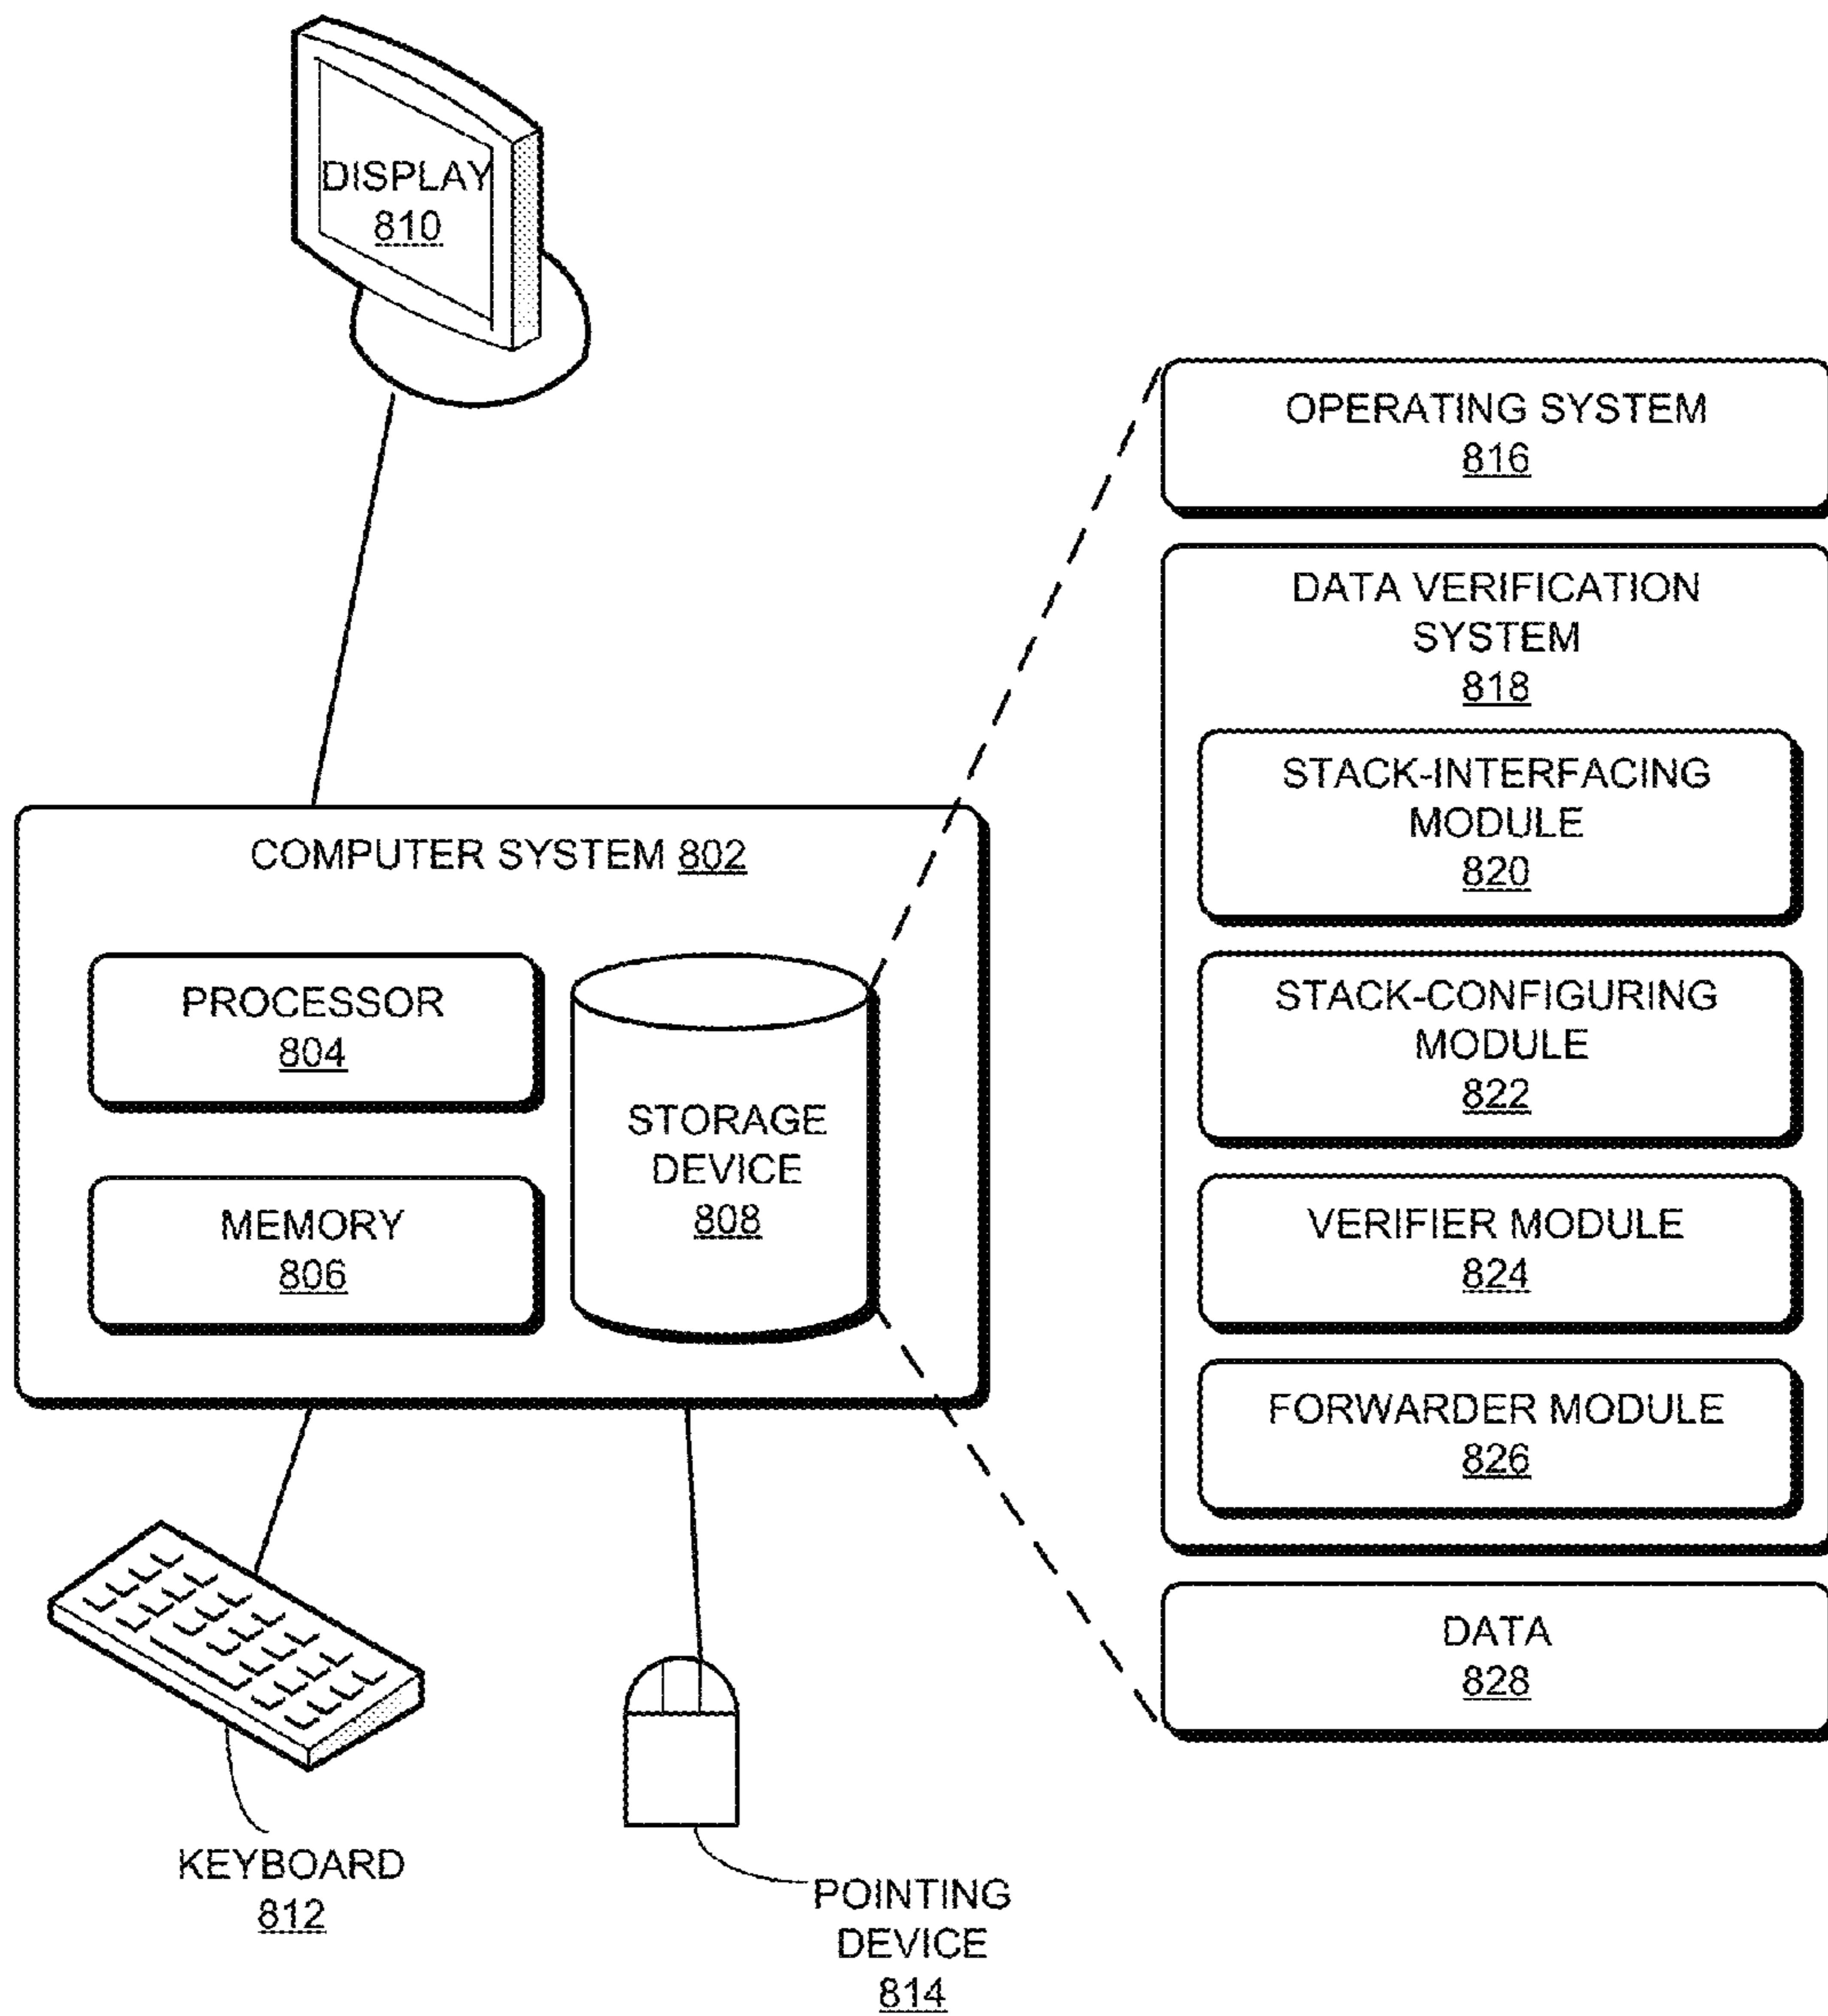 DISPLAY
810
COMPUTER SYSTEM 802
PROCESSOR
804
MEMORY
806
STORAGE
DEVICE
808
KEYBOARD
812
POINTING
DEVICE
814
OPERATING SYSTEM
816
DATA VERIFICATION
SYSTEM
818
STACK-INTERFACING
MODULE
820
STACK-CONFIGURING
MODULE
822
VERIFIER MODULE
824
FORWARDER MODULE
826
DATA
828